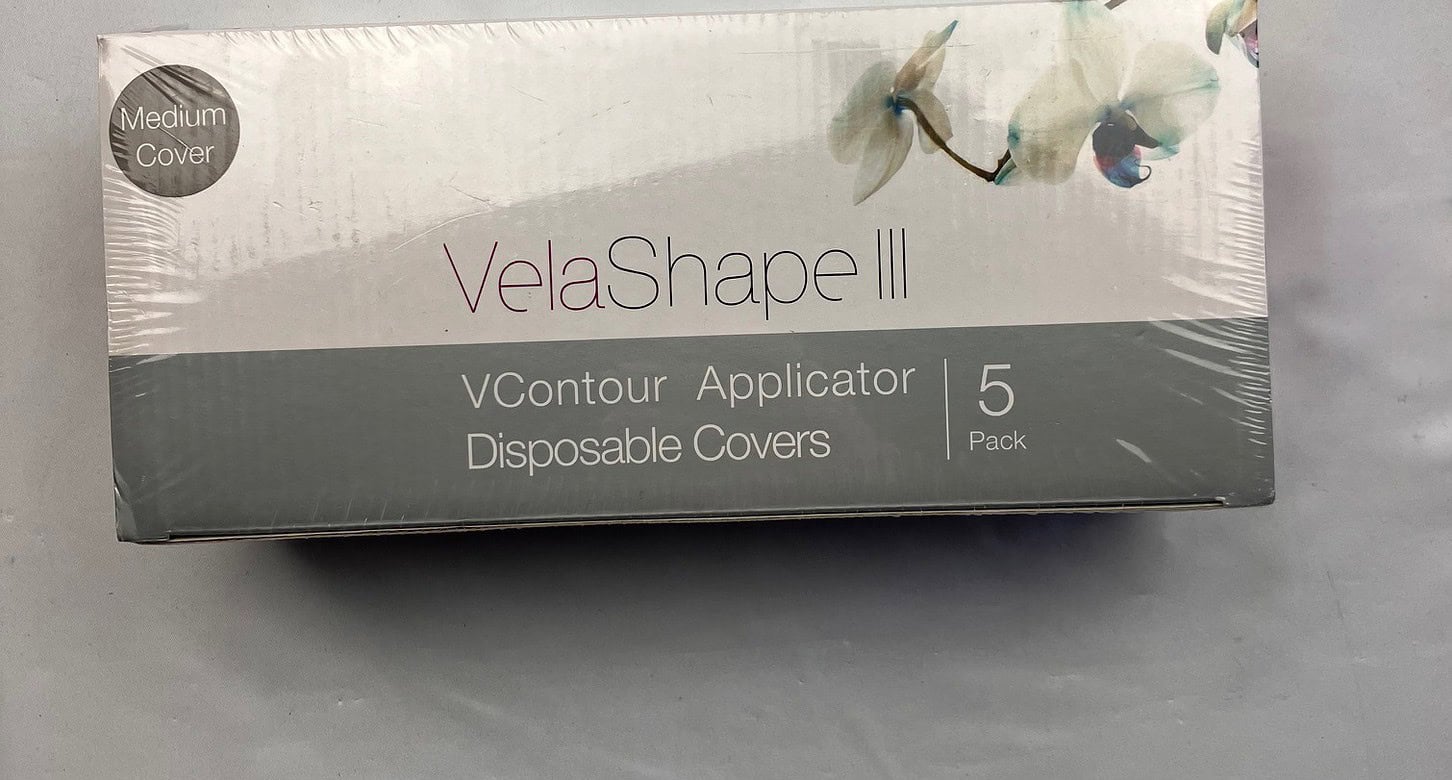 Medium
Cover
VelaShape III
VContour Applicator
Disposable Covers
5
Pack